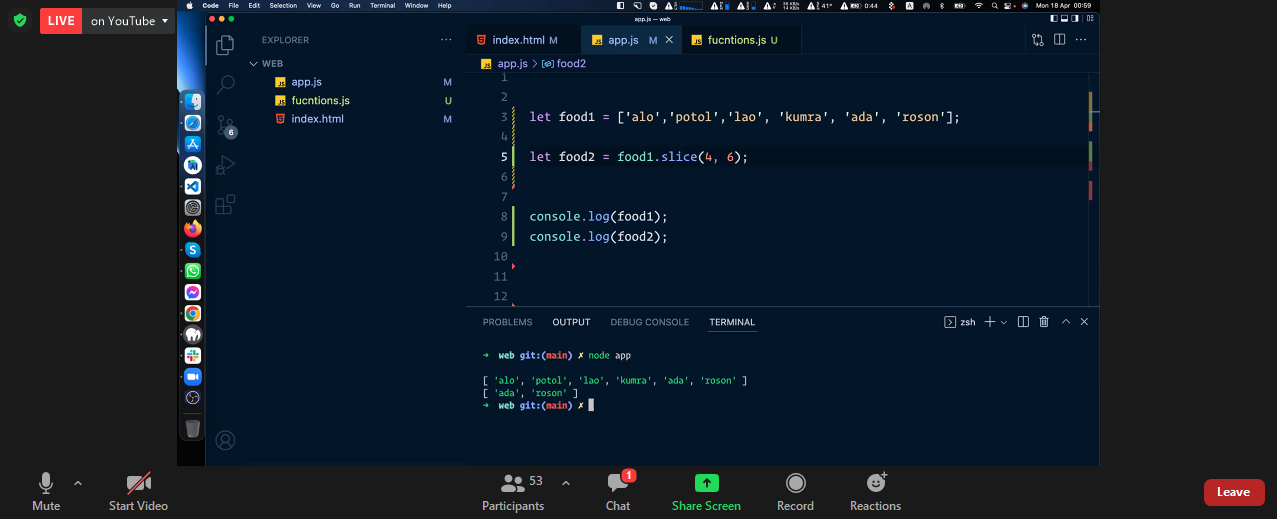 LIVE on YouTube
Code File Edit Selection View Go Run Terminal Window Help
0:44 41° Mon 18 Apr 00:59
app.js — web
EXPLORER
WEB
app.js M
fucntions.js U
index.html M
6
index.html M app.js M fucntions.js U
app.js > food2
1
2
3 let food1 = ['alo','potol','lao', 'kumra', 'ada', 'roson'];
4
5 let food2 = food1.slice(4, 6);
6
7
8 console.log(food1);
9 console.log(food2);
10
11
12
PROBLEMS OUTPUT DEBUG CONSOLE TERMINAL zsh
→ web git:(main) ✗ node app
[ 'alo', 'potol', 'lao', 'kumra', 'ada', 'roson' ]
[ 'ada', 'roson' ]
→ web git:(main) ✗
53 1
Mute Start Video Participants Chat Share Screen Record Reactions Leave